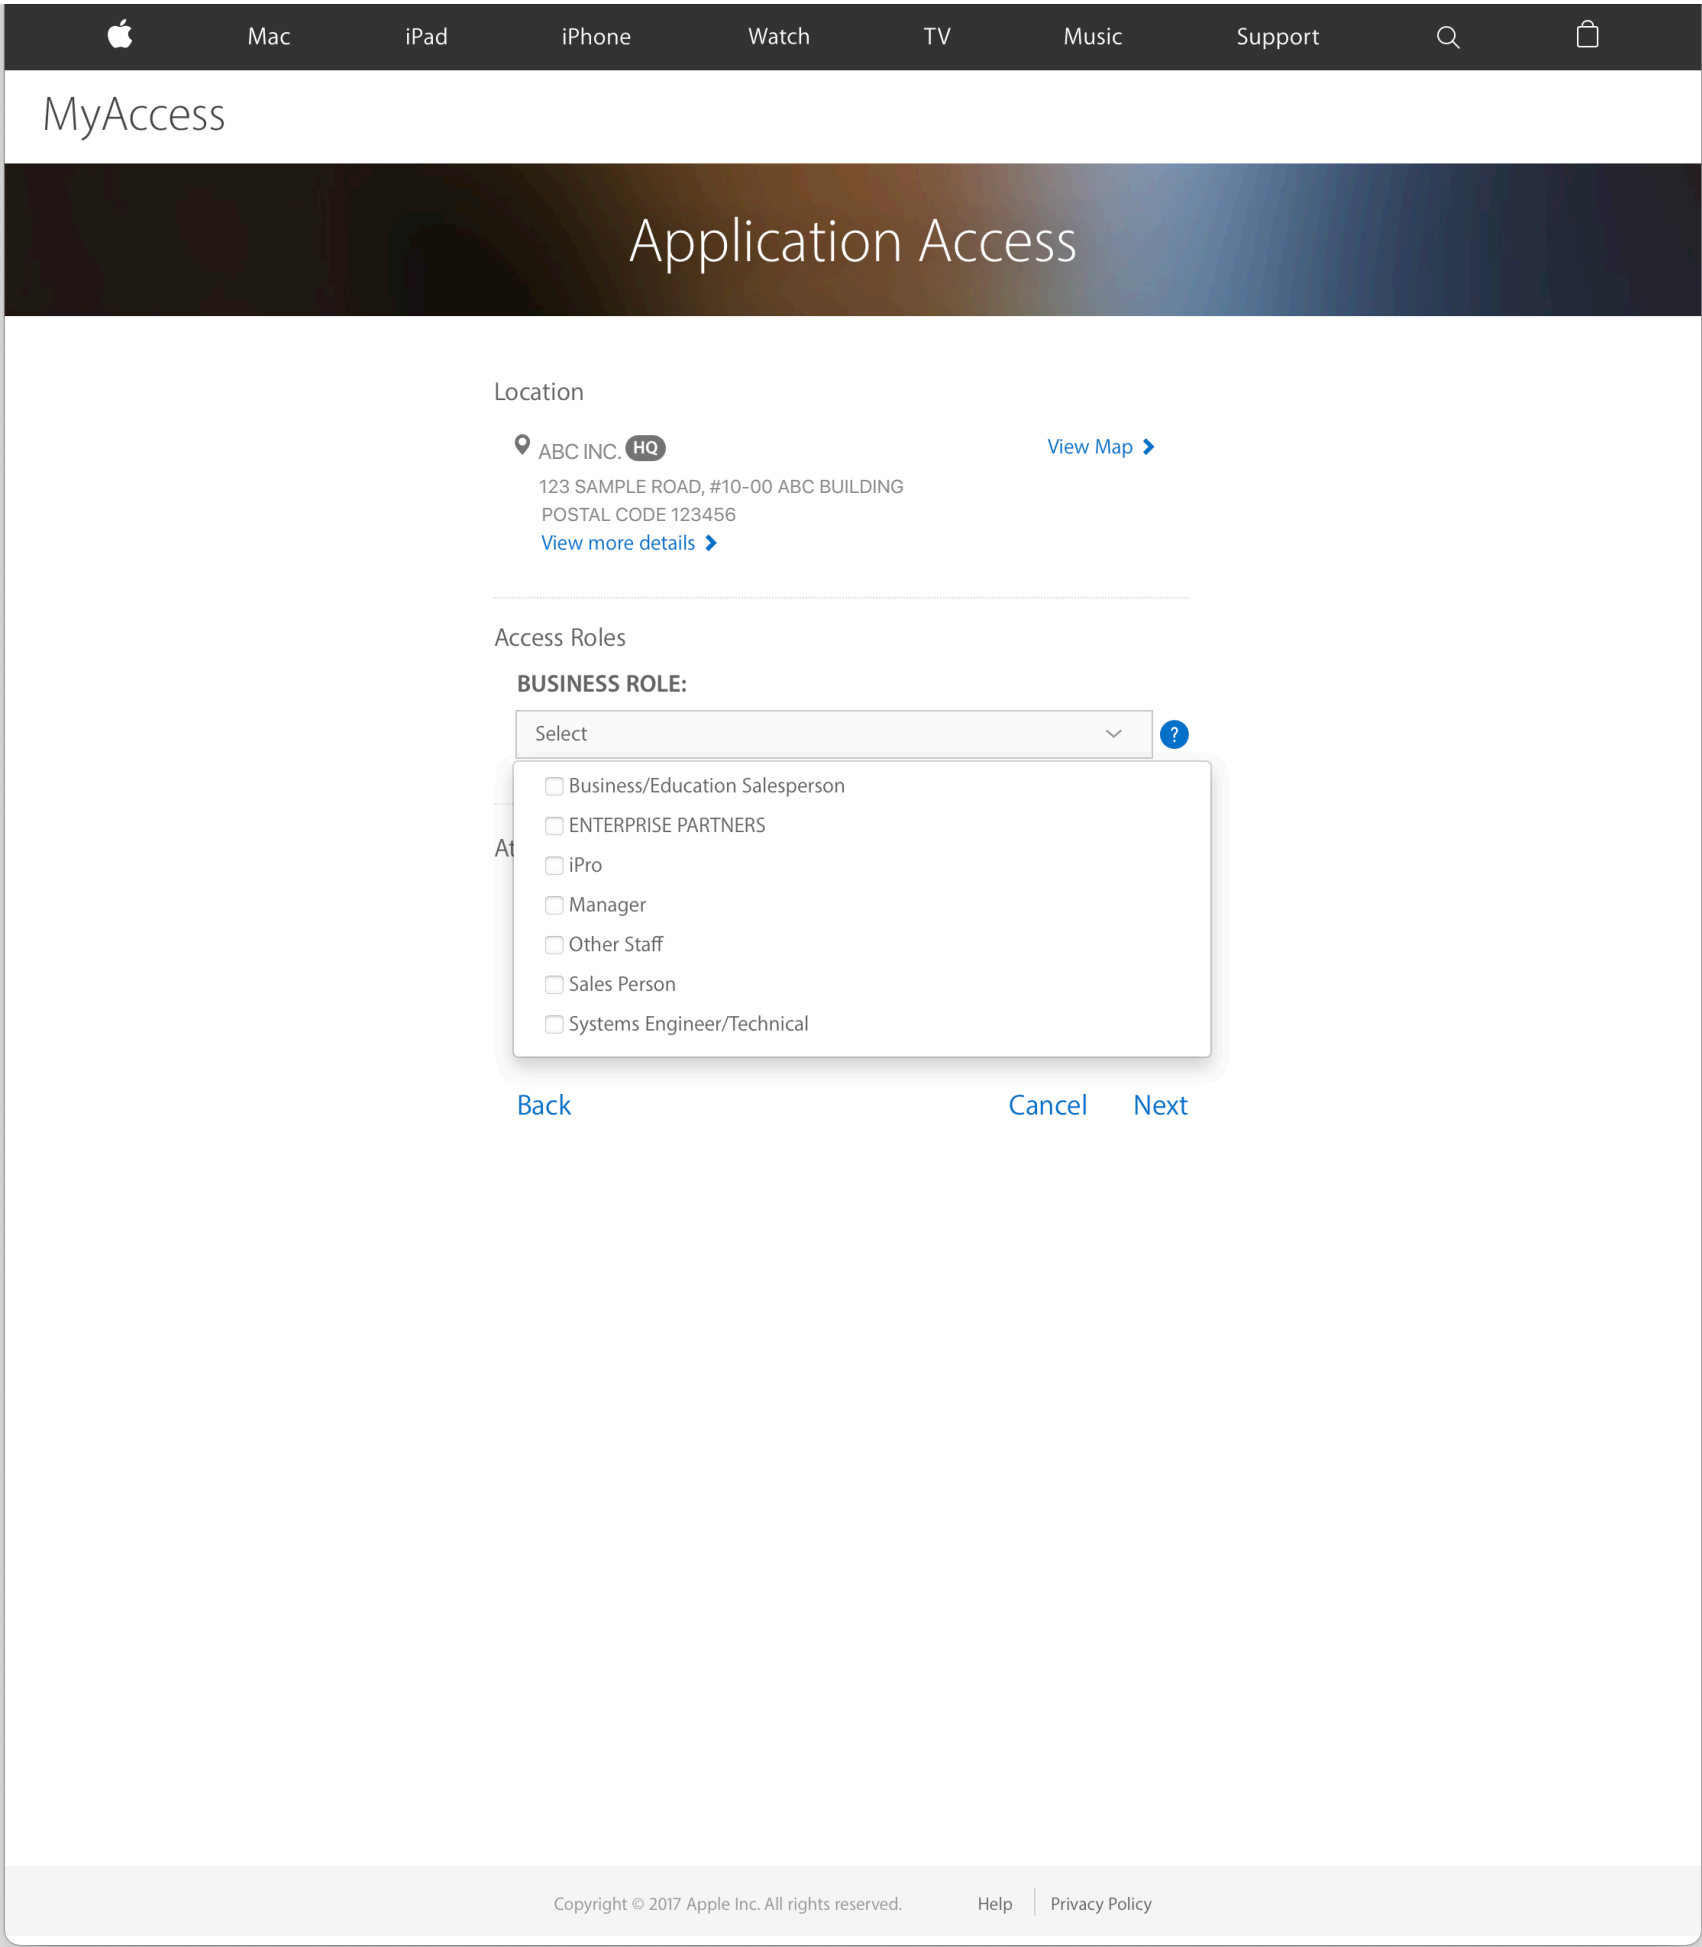 Mac iPad iPhone Watch TV Music Support
MyAccess
Application Access
Location
ABC INC. HQ View Map
123 SAMPLE ROAD, #10-00 ABC BUILDING
POSTAL CODE 123456
View more details
Access Roles
BUSINESS ROLE:
Select ?
Business/Education Salesperson
ENTERPRISE PARTNERS
At
iPro
Manager
Other Staff
Sales Person
Systems Engineer/Technical
Back Cancel Next
Copyright © 2017 Apple Inc. All rights reserved. Help Privacy Policy